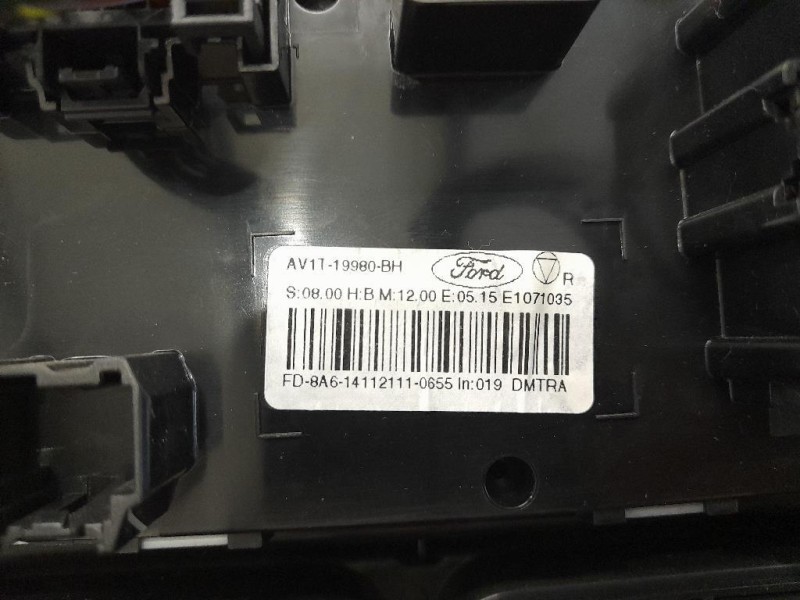 AV1T-19980-BH Ford R
S:08.00 H:B M:12.00 E:05.15 E1071035
FD-8A6-14112111-0655 In:019 DMTRA